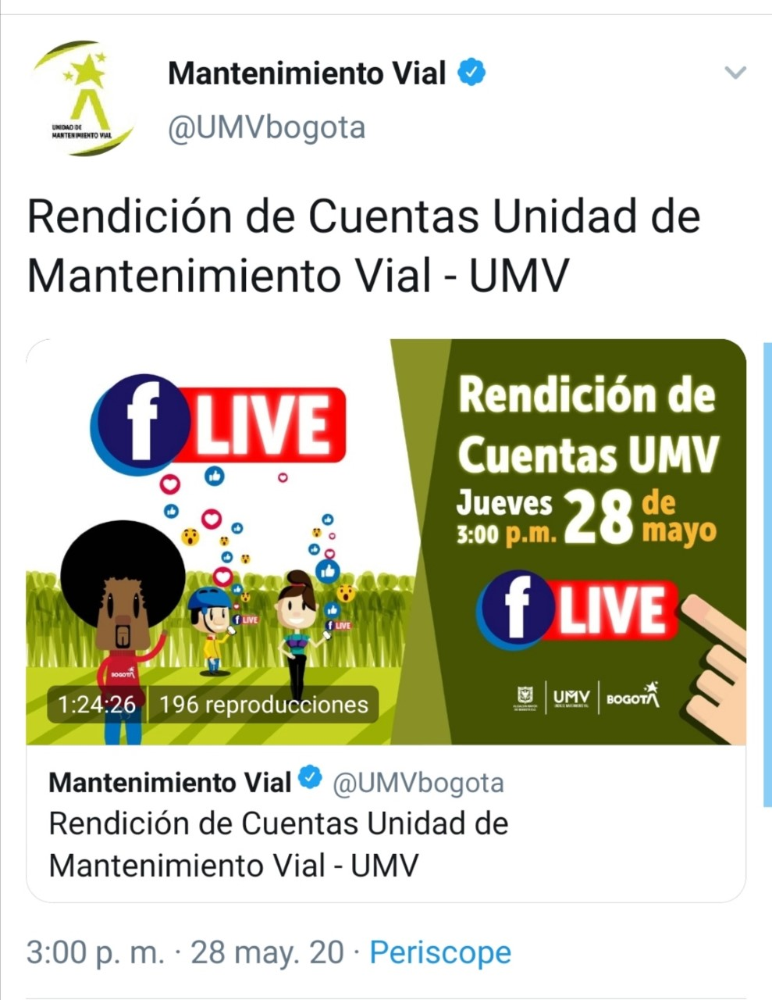 UNIDAD DE
MANTENIMIENTO VIAL
Mantenimiento Vial
@UMVbogota
Rendición de Cuentas Unidad de
Mantenimiento Vial - UMV
f LIVE
Rendición de
Cuentas UMV
Jueves 28 de
3:00 p.m. mayo
f LIVE
f LIVE
f LIVE
BOGOTÁ
UMV
BOGOTÁ
1:24:26 196 reproducciones
Mantenimiento Vial @UMVbogota
Rendición de Cuentas Unidad de
Mantenimiento Vial - UMV
3:00 p. m. · 28 may. 20 · Periscope